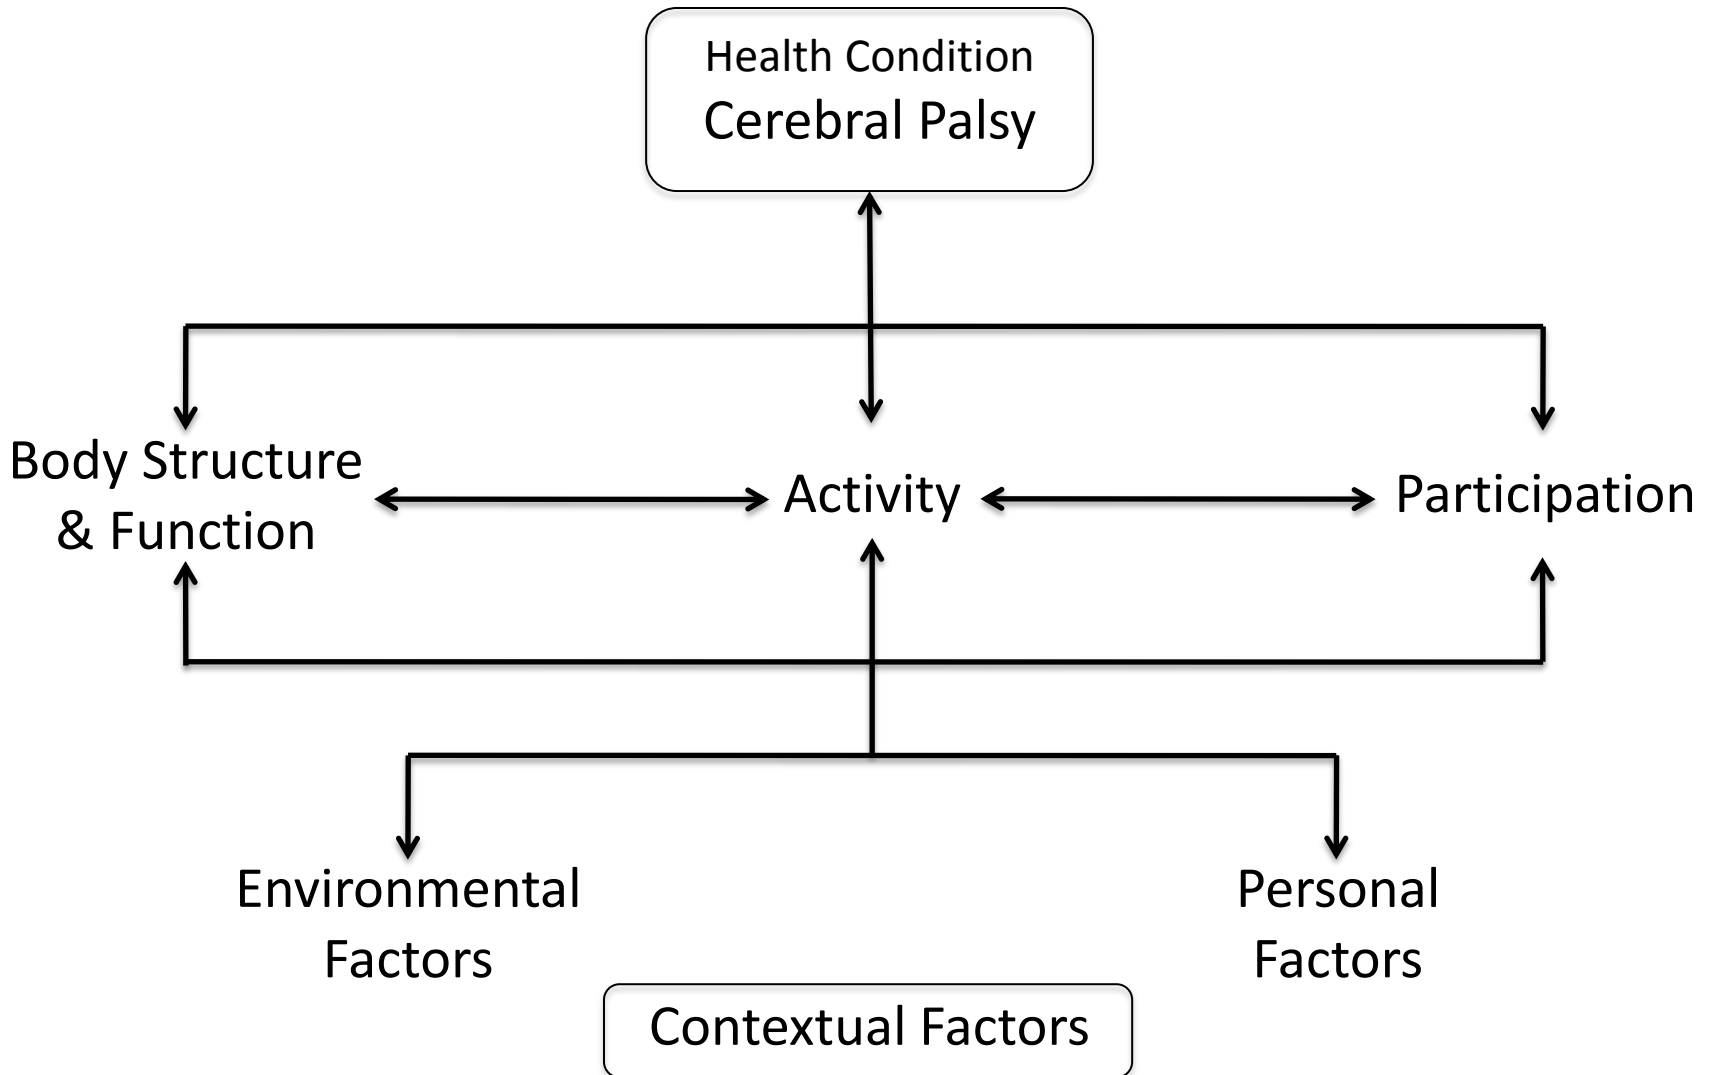 Health Condition
Cerebral Palsy
Body Structure
& Function
Activity
Participation
Environmental
Factors
Personal
Factors
Contextual Factors